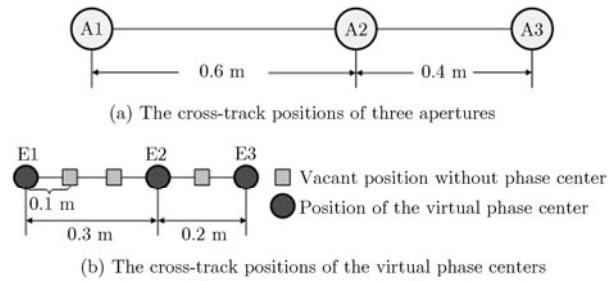 A1 A2 A3
0.6 m 0.4 m
(a) The cross-track positions of three apertures
E1 E2 E3
Vacant position without phase center
0.1 m
Position of the virtual phase center
0.3 m 0.2 m
(b) The cross-track positions of the virtual phase centers